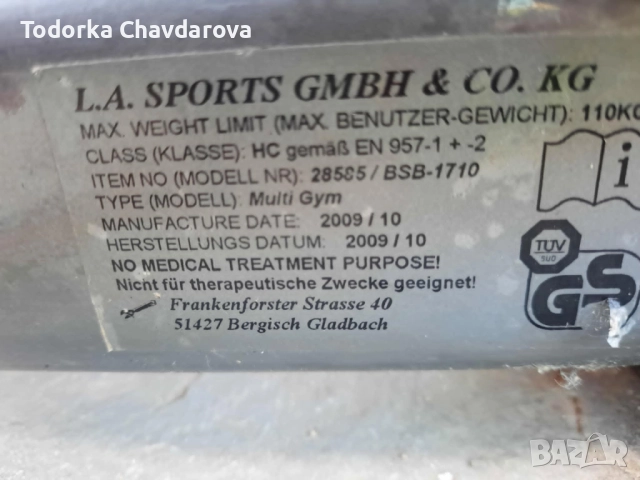 Todorka Chavdarova
L.A. SPORTS GMBH & CO. KG
MAX. WEIGHT LIMIT (MAX. BENUTZER-GEWICHT): 110KG
CLASS (KLASSE): HC gemäß EN 957-1 + -2
ITEM NO (MODELL NR): 28585 / BSB-1710
TYPE (MODELL): Multi Gym
MANUFACTURE DATE: 2009 / 10
HERSTELLUNGS DATUM: 2009 / 10
NO MEDICAL TREATMENT PURPOSE!
Nicht für therapeutische Zwecke geeignet!
Frankenforster Strasse 40
51427 Bergisch Gladbach
i
TÜV
SÜD
GS
BAZAR